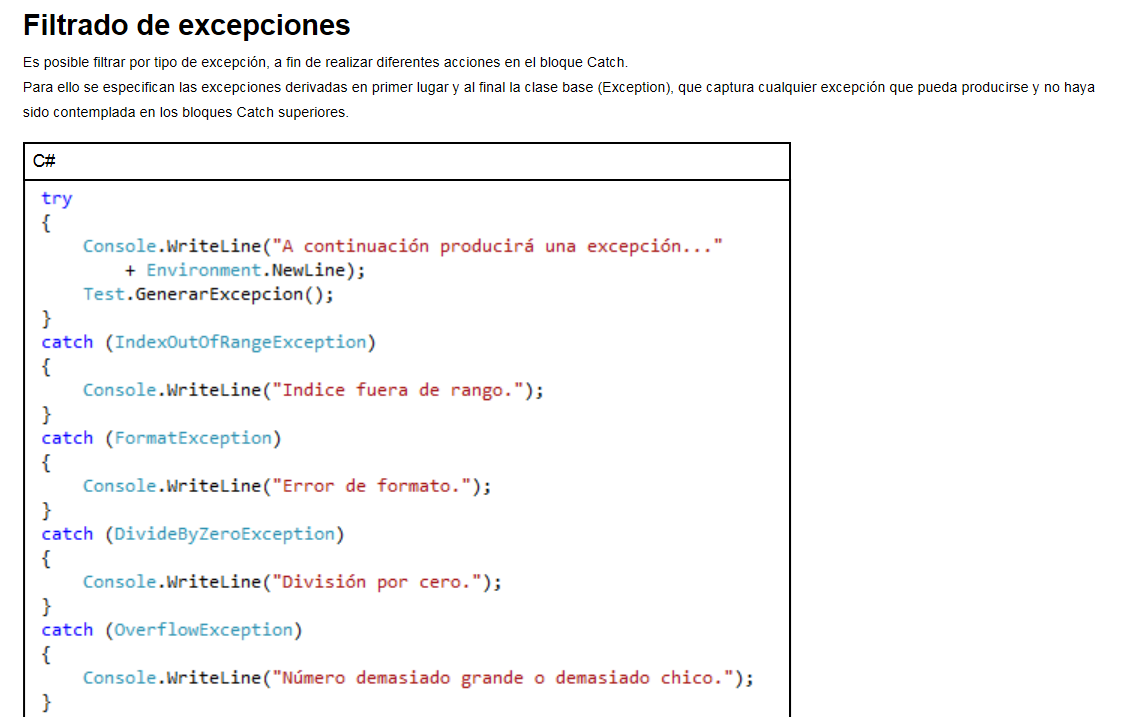 Filtrado de excepciones
Es posible filtrar por tipo de excepción, a fin de realizar diferentes acciones en el bloque Catch.
Para ello se especifican las excepciones derivadas en primer lugar y al final la clase base (Exception), que captura cualquier excepción que pueda producirse y no haya
sido contemplada en los bloques Catch superiores.
C#
try
{
    Console.WriteLine("A continuación producirá una excepción..."
        + Environment.NewLine);
    Test.GenerarExcepcion();
}
catch (IndexOutOfRangeException)
{
    Console.WriteLine("Indice fuera de rango.");
}
catch (FormatException)
{
    Console.WriteLine("Error de formato.");
}
catch (DivideByZeroException)
{
    Console.WriteLine("División por cero.");
}
catch (OverflowException)
{
    Console.WriteLine("Número demasiado grande o demasiado chico.");
}